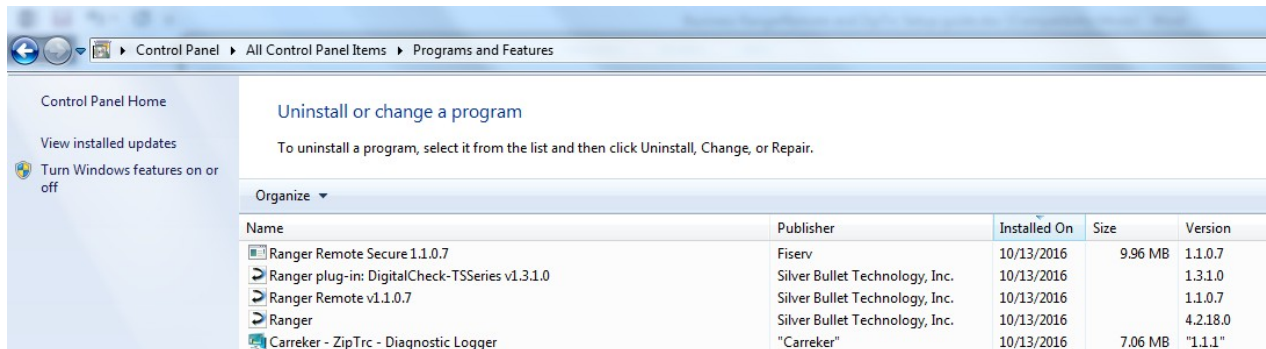 Control Panel ▸ All Control Panel Items ▸ Programs and Features
Control Panel Home
View installed updates
Turn Windows features on or
off
Uninstall or change a program
To uninstall a program, select it from the list and then click Uninstall, Change, or Repair.
Organize
Name Publisher Installed On Size Version
Ranger Remote Secure 1.1.0.7 Fiserv 10/13/2016 9.96 MB 1.1.0.7
Ranger plug-in: DigitalCheck-TSSeries v1.3.1.0 Silver Bullet Technology, Inc. 10/13/2016 1.3.1.0
Ranger Remote v1.1.0.7 Silver Bullet Technology, Inc. 10/13/2016 1.1.0.7
Ranger Silver Bullet Technology, Inc. 10/13/2016 4.2.18.0
Carreker - ZipTrc - Diagnostic Logger "Carreker" 10/13/2016 7.06 MB "1.1.1"